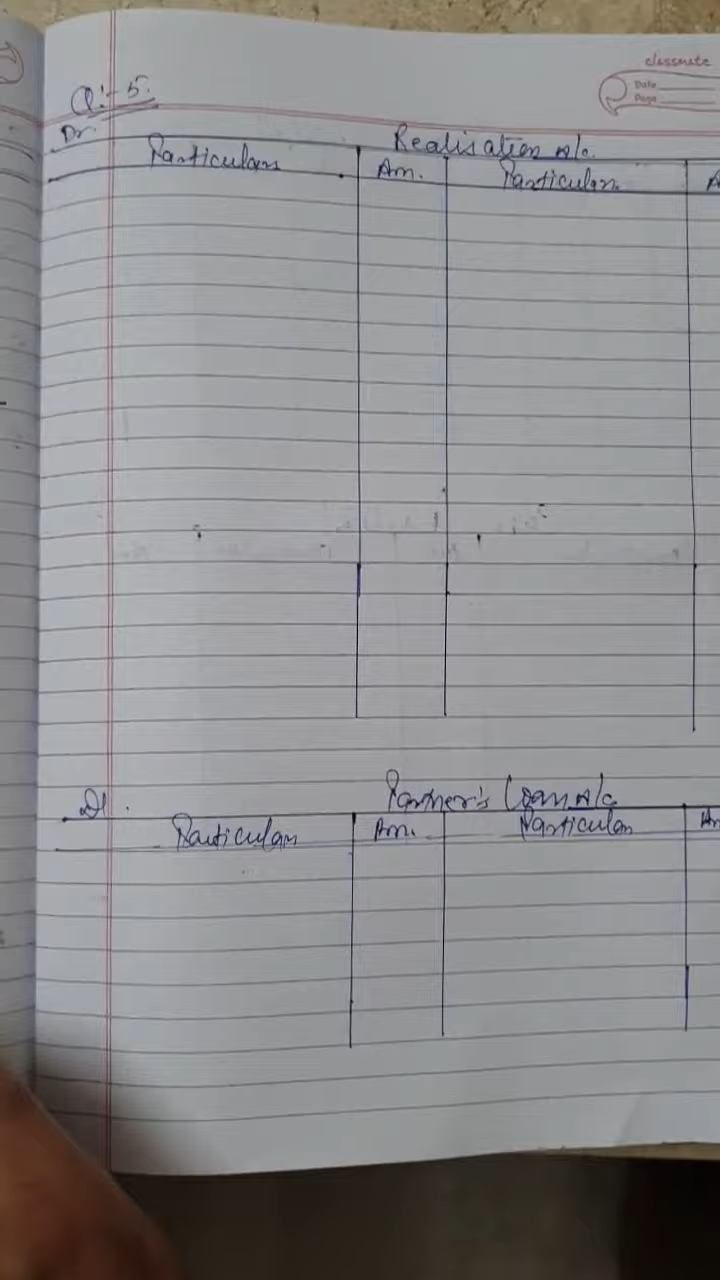 classmate
Date
Page
Q:- 5.
Dr. Realisation A/c.
Particulars Am. Particulars A
Dr. Partner's Loan A/c
Particulars Am. Particulars Am